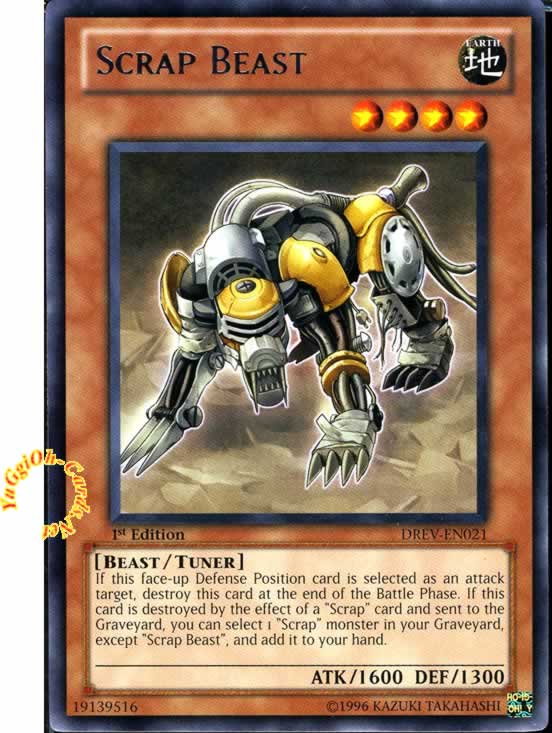 SCRAP BEAST
EARTH
地
YuGgiOh-Cards.Net
1st Edition
DREV-EN021
[BEAST/TUNER]
If this face-up Defense Position card is selected as an attack
target, destroy this card at the end of the Battle Phase. If this
card is destroyed by the effect of a "Scrap" card and sent to the
Graveyard, you can select 1 "Scrap" monster in your Graveyard,
except "Scrap Beast", and add it to your hand.
ATK/1600 DEF/1300
19139516
©1996 KAZUKI TAKAHASHI